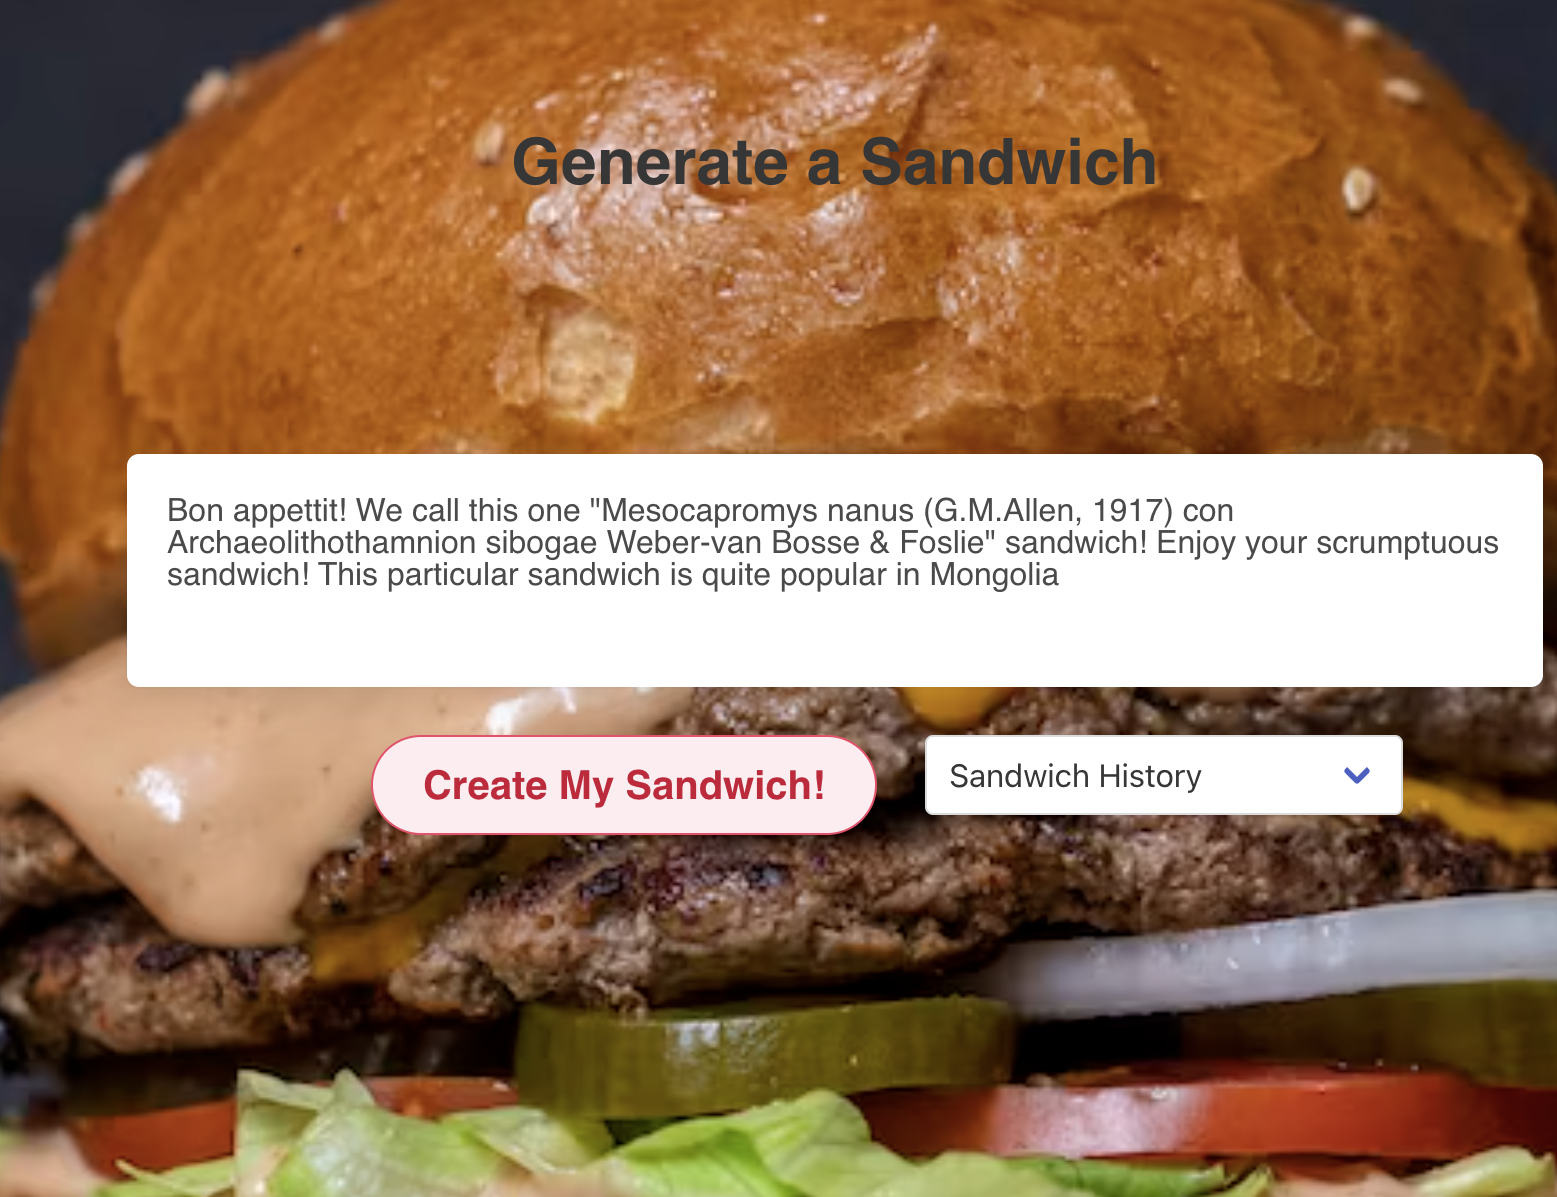 Generate a Sandwich
Bon appettit! We call this one "Mesocapromys nanus (G.M.Allen, 1917) con
Archaeolithothamnion sibogae Weber-van Bosse & Foslie" sandwich! Enjoy your scrumptuous
sandwich! This particular sandwich is quite popular in Mongolia
Create My Sandwich!
Sandwich History